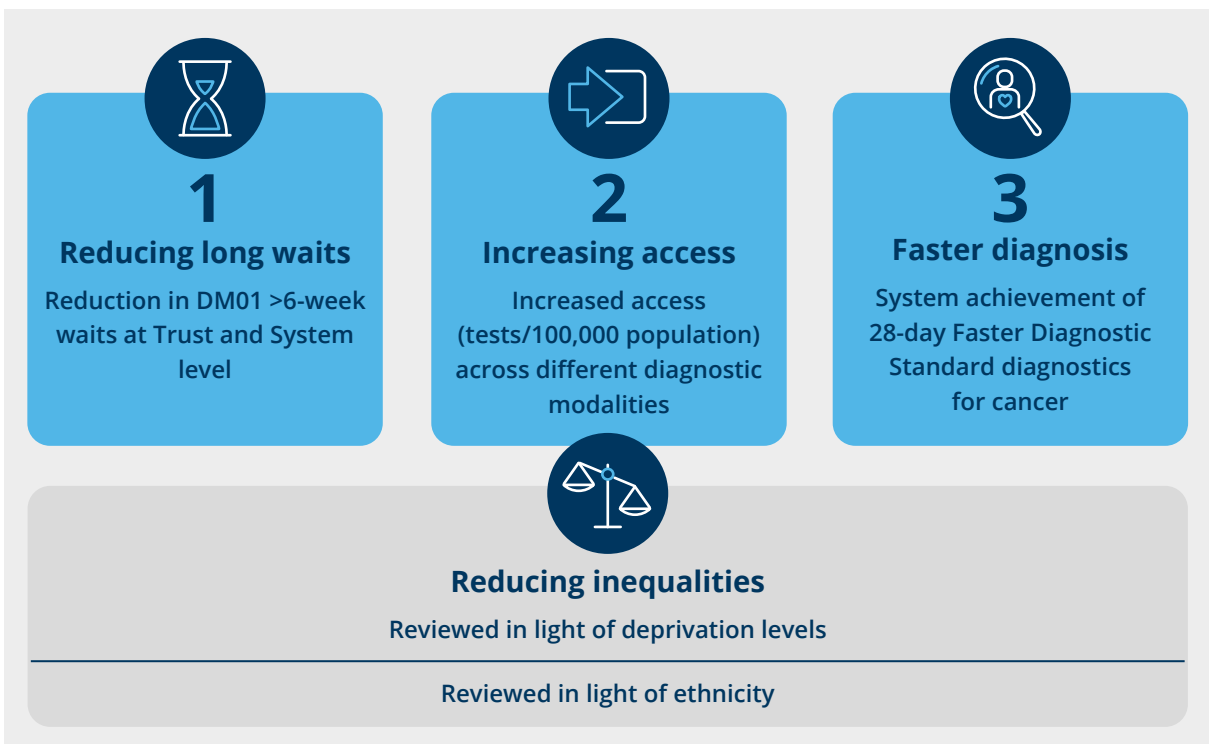 1
Reducing long waits
Reduction in DM01 >6-week
waits at Trust and System
level
2
Increasing access
Increased access
(tests/100,000 population)
across different diagnostic
modalities
3
Faster diagnosis
System achievement of
28-day Faster Diagnostic
Standard diagnostics
for cancer
Reducing inequalities
Reviewed in light of deprivation levels
Reviewed in light of ethnicity